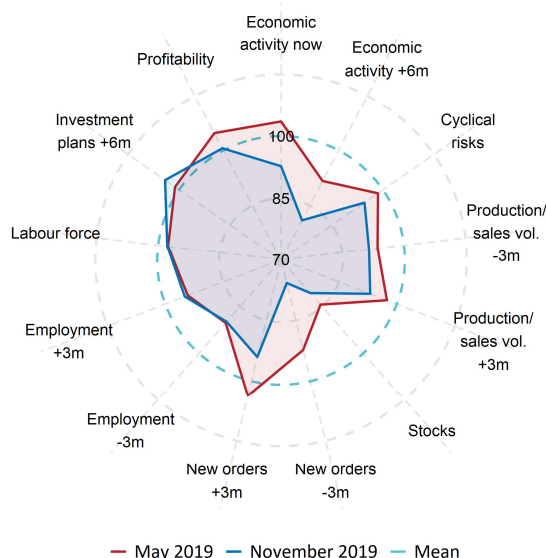 Economic
activity now
Economic
activity +6m
Profitability
Investment
plans +6m
Cyclical
risks
100
85
70
Labour force
Production/
sales vol.
-3m
Employment
+3m
Production/
sales vol.
+3m
Employment
-3m
Stocks
New orders
+3m
New orders
-3m
May 2019 November 2019 Mean